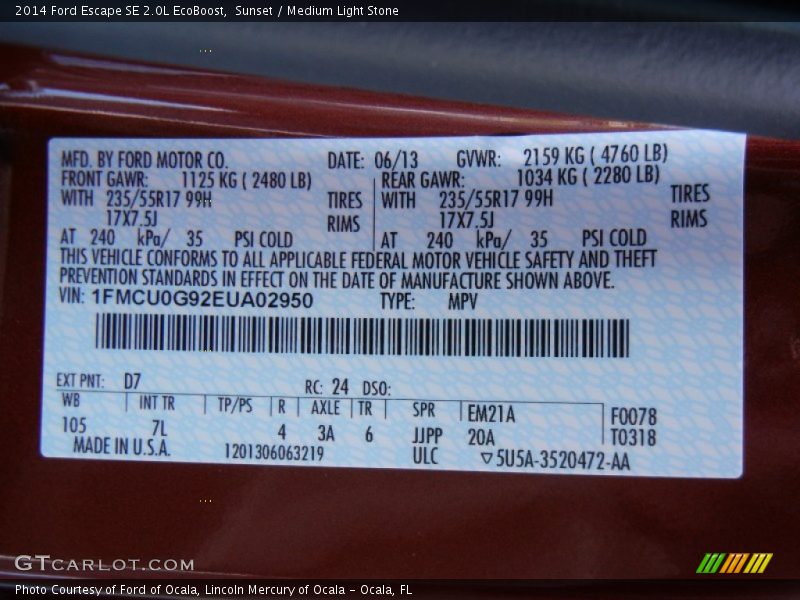 2014 Ford Escape SE 2.0L EcoBoost, Sunset / Medium Light Stone
MFD. BY FORD MOTOR CO. DATE: 06/13 GVWR: 2159 KG ( 4760 LB)
FRONT GAWR: 1125 KG ( 2480 LB) REAR GAWR: 1034 KG ( 2280 LB)
WITH 235/55R17 99H TIRES WITH 235/55R17 99H TIRES
17X7.5J RIMS 17X7.5J RIMS
AT 240 kPa/ 35 PSI COLD AT 240 kPa/ 35 PSI COLD
THIS VEHICLE CONFORMS TO ALL APPLICABLE FEDERAL MOTOR VEHICLE SAFETY AND THEFT
PREVENTION STANDARDS IN EFFECT ON THE DATE OF MANUFACTURE SHOWN ABOVE.
VIN: 1FMCU0G92EUA02950 TYPE: MPV
EXT PNT: D7 RC: 24 DSO:
WB INT TR TP/PS R AXLE TR SPR EM21A F0078
105 7L 4 3A 6 JJPP 20A T0318
MADE IN U.S.A. 1201306063219 ULC ▽5U5A-3520472-AA
GTCARLOT.COM
Photo Courtesy of Ford of Ocala, Lincoln Mercury of Ocala - Ocala, FL